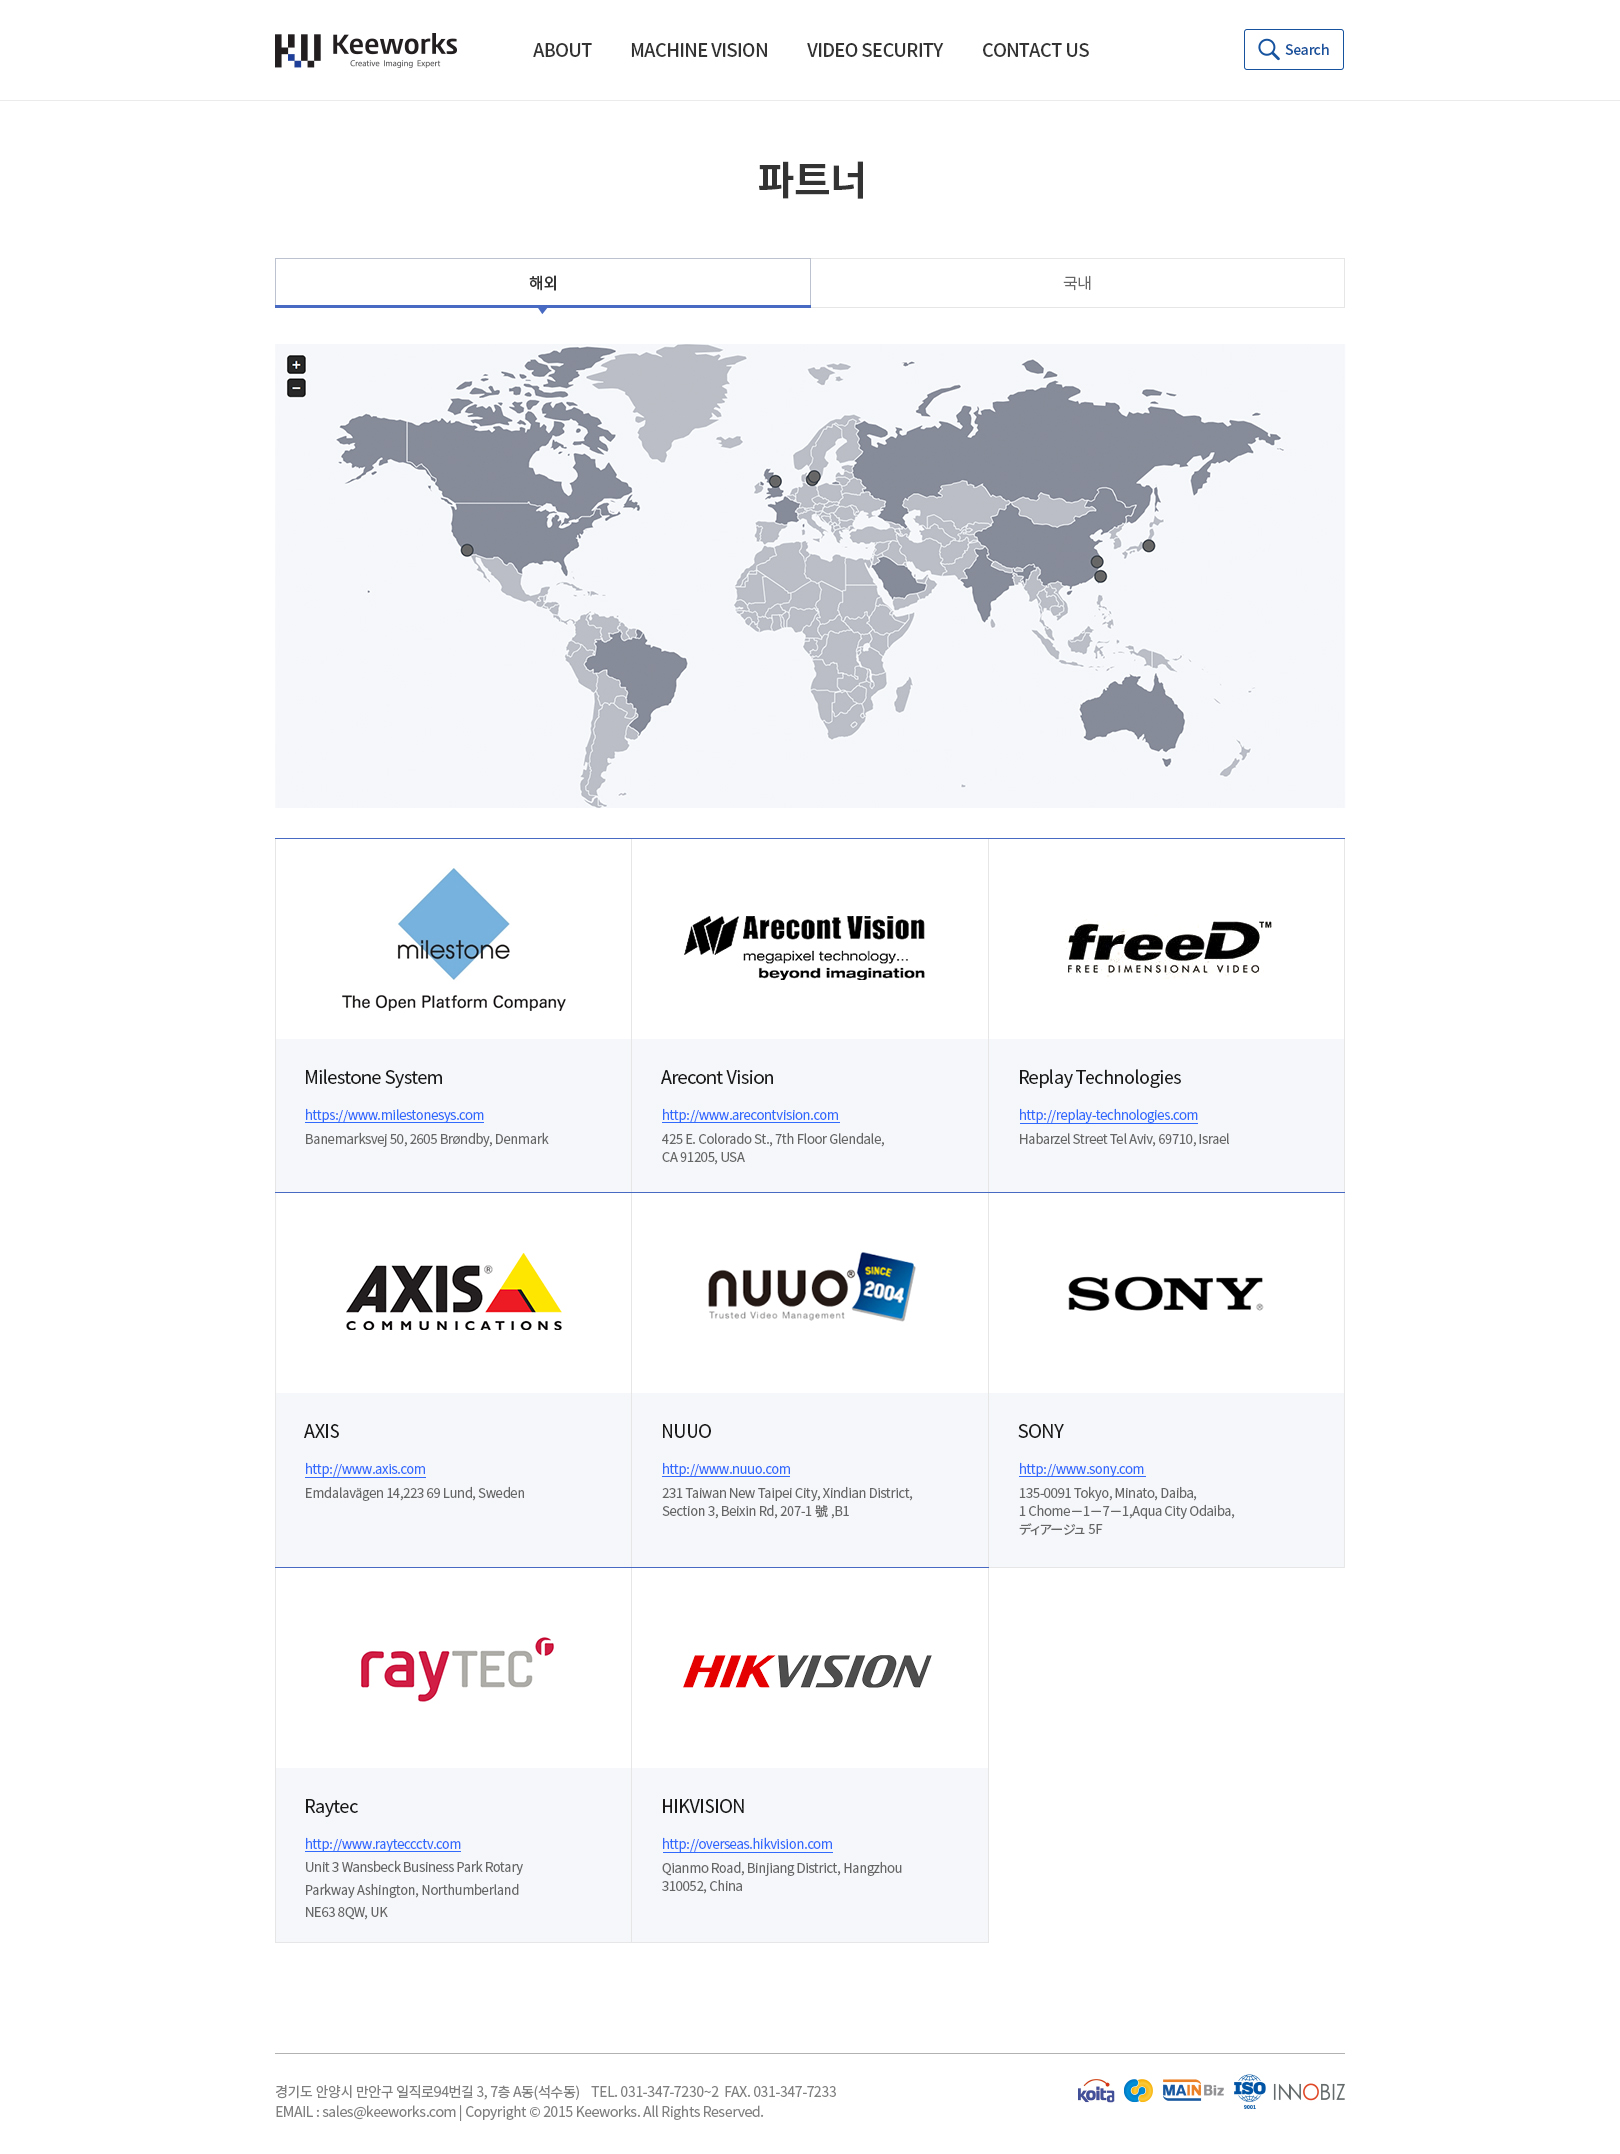 Keeworks
Creative Imaging Expert
ABOUT
MACHINE VISION
VIDEO SECURITY
CONTACT US
Search
파트너
해외
국내
+
−
milestone
The Open Platform Company
Arecont Vision
megapixel technology...
beyond imagination
freeD™
FREE DIMENSIONAL VIDEO
Milestone System
https://www.milestonesys.com
Banemarksvej 50, 2605 Brøndby, Denmark
Arecont Vision
http://www.arecontvision.com
425 E. Colorado St., 7th Floor Glendale,
CA 91205, USA
Replay Technologies
http://replay-technologies.com
Habarzel Street Tel Aviv, 69710, Israel
AXIS®
COMMUNICATIONS
nuuo®
Trusted Video Management
SINCE
2004
SONY®
AXIS
http://www.axis.com
Emdalavägen 14,223 69 Lund, Sweden
NUUO
http://www.nuuo.com
231 Taiwan New Taipei City, Xindian District,
Section 3, Beixin Rd, 207-1 號 ,B1
SONY
http://www.sony.com
135-0091 Tokyo, Minato, Daiba,
1 Chome－1－7－1,Aqua City Odaiba,
ディアージュ 5F
rayTEC
HIKVISION
Raytec
http://www.rayteccctv.com
Unit 3 Wansbeck Business Park Rotary
Parkway Ashington, Northumberland
NE63 8QW, UK
HIKVISION
http://overseas.hikvision.com
Qianmo Road, Binjiang District, Hangzhou
310052, China
경기도 안양시 만안구 일직로94번길 3, 7층 A동(석수동) TEL. 031-347-7230~2 FAX. 031-347-7233
EMAIL : sales@keeworks.com | Copyright © 2015 Keeworks. All Rights Reserved.
koita
MAINBiz
ISO
9001
INNOBIZ